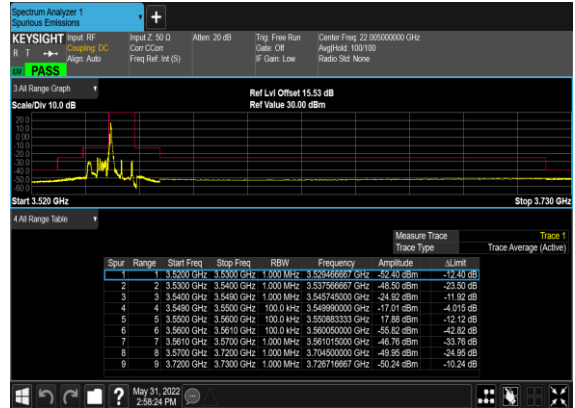 Spectrum Analyzer 1
Spurious Emissions
KEYSIGHT Input: RF Input Z: 50 Ω Atten: 20 dB Trig: Free Run Center Freq: 22.005000000 GHz
R T Coupling: DC Corr CCorr Gate: Off Avg|Hold: 100/100
Align: Auto Freq Ref: Int (S) IF Gain: Low Radio Std: None
PASS
3 All Range Graph
Ref Lvl Offset 15.53 dB
Scale/Div 10.0 dB Ref Value 30.00 dBm
20.0
10.0
0.00
-10.0
-20.0
-30.0
-40.0
-50.0
-60.0
Start 3.520 GHz Stop 3.730 GHz
4 All Range Table
Measure Trace Trace 1
Trace Type Trace Average (Active)
Spur Range Start Freq Stop Freq RBW Frequency Amplitude ΔLimit
1 1 3.5200 GHz 3.5300 GHz 1.000 MHz 3.529466667 GHz -52.40 dBm -12.40 dB
2 2 3.5300 GHz 3.5400 GHz 1.000 MHz 3.537566667 GHz -48.50 dBm -23.50 dB
3 3 3.5400 GHz 3.5490 GHz 1.000 MHz 3.545745000 GHz -24.92 dBm -11.92 dB
4 4 3.5490 GHz 3.5500 GHz 100.0 kHz 3.549990000 GHz -17.01 dBm -4.015 dB
5 5 3.5500 GHz 3.5600 GHz 100.0 kHz 3.550883333 GHz 17.88 dBm -12.12 dB
6 6 3.5600 GHz 3.5610 GHz 100.0 kHz 3.560050000 GHz -55.82 dBm -42.82 dB
7 7 3.5610 GHz 3.5700 GHz 1.000 MHz 3.561015000 GHz -46.76 dBm -33.76 dB
8 8 3.5700 GHz 3.7200 GHz 1.000 MHz 3.704500000 GHz -49.95 dBm -24.95 dB
9 9 3.7200 GHz 3.7300 GHz 1.000 MHz 3.726716667 GHz -50.24 dBm -10.24 dB
May 31, 2022
2:58:24 PM